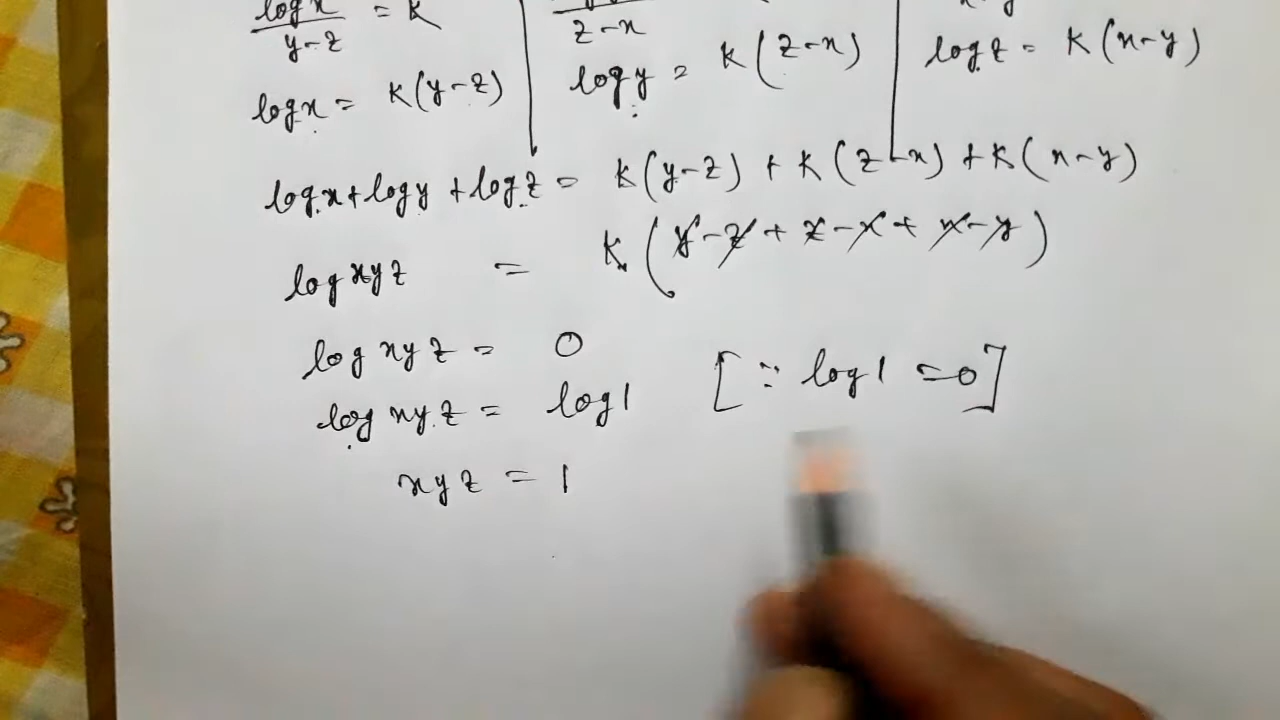 log x / y-z = k
z-x
log x = k(y-z)
log y = k(z-x)
log z = k(x-y)
log x + log y + log z = k(y-z) + k(z-x) + k(x-y)
log xyz = k(y-z+z-x+x-y)
log xyz = 0
log xyz = log 1 [∵ log 1 = 0]
xyz = 1